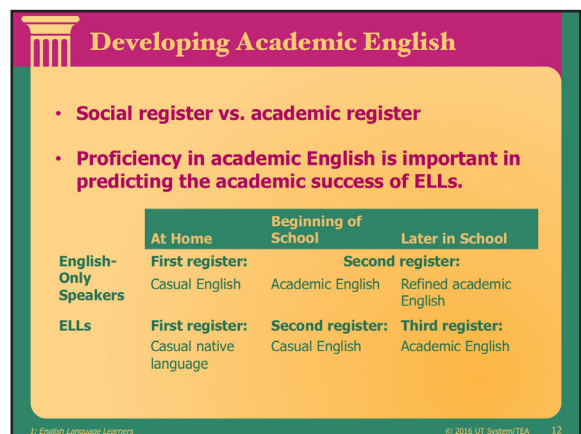 Developing Academic English
• Social register vs. academic register
• Proficiency in academic English is important in
predicting the academic success of ELLs.
At Home
Beginning of
School
Later in School
English-
Only
Speakers
First register:
Casual English
Second register:
Academic English
Refined academic
English
ELLs
First register:
Casual native
language
Second register:
Casual English
Third register:
Academic English
1: English Language Learners
© 2016 UT System/TEA 12